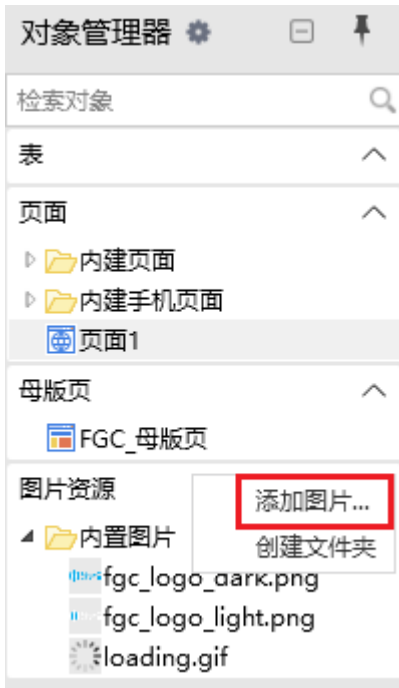 对象管理器
检索对象
表
页面
内建页面
内建手机页面
页面1
母版页
FGC_母版页
图片资源
添加图片...
内置图片
创建文件夹
fgc_logo_dark.png
fgc_logo_light.png
loading.gif